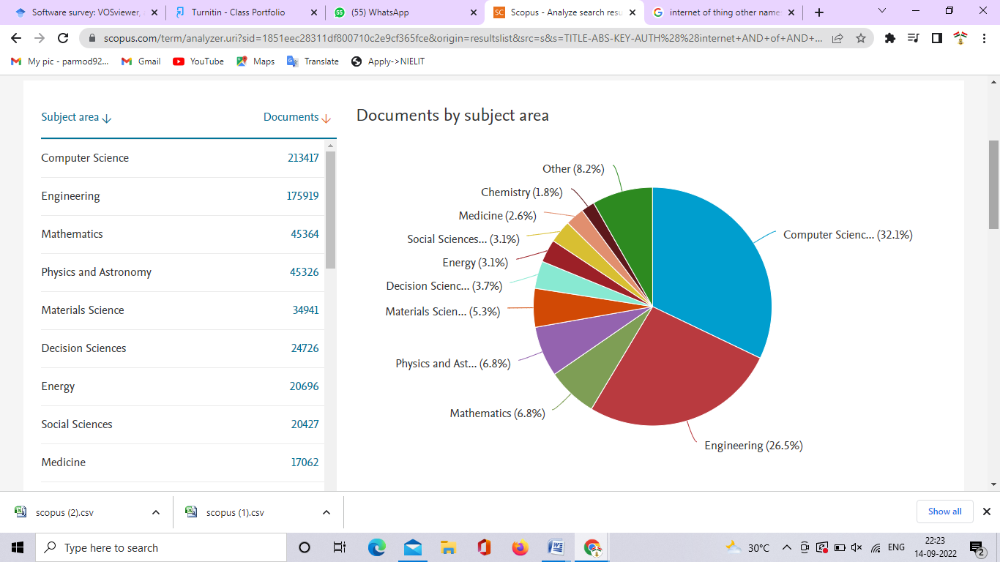 Software survey: VOSviewer,
Turnitin - Class Portfolio
(55) WhatsApp
Scopus - Analyze search resu
internet of thing other name
scopus.com/term/analyzer.uri?sid=1851eec28311df800710c2e9cf365fce&origin=resultslist&src=s&s=TITLE-ABS-KEY-AUTH%28%28internet+AND+of+AND+...
My pic - parmod92...
Gmail
YouTube
Maps
Translate
Apply->NIELIT
Subject area Documents
Computer Science 213417
Engineering 175919
Mathematics 45364
Physics and Astronomy 45326
Materials Science 34941
Decision Sciences 24726
Energy 20696
Social Sciences 20427
Medicine 17062
Documents by subject area
Other (8.2%)
Chemistry (1.8%)
Medicine (2.6%)
Social Sciences... (3.1%)
Energy (3.1%)
Decision Scienc... (3.7%)
Materials Scien... (5.3%)
Physics and Ast... (6.8%)
Mathematics (6.8%)
Computer Scienc... (32.1%)
Engineering (26.5%)
scopus (2).csv
scopus (1).csv
Show all
Type here to search
30°C
ENG
22:23
14-09-2022
2